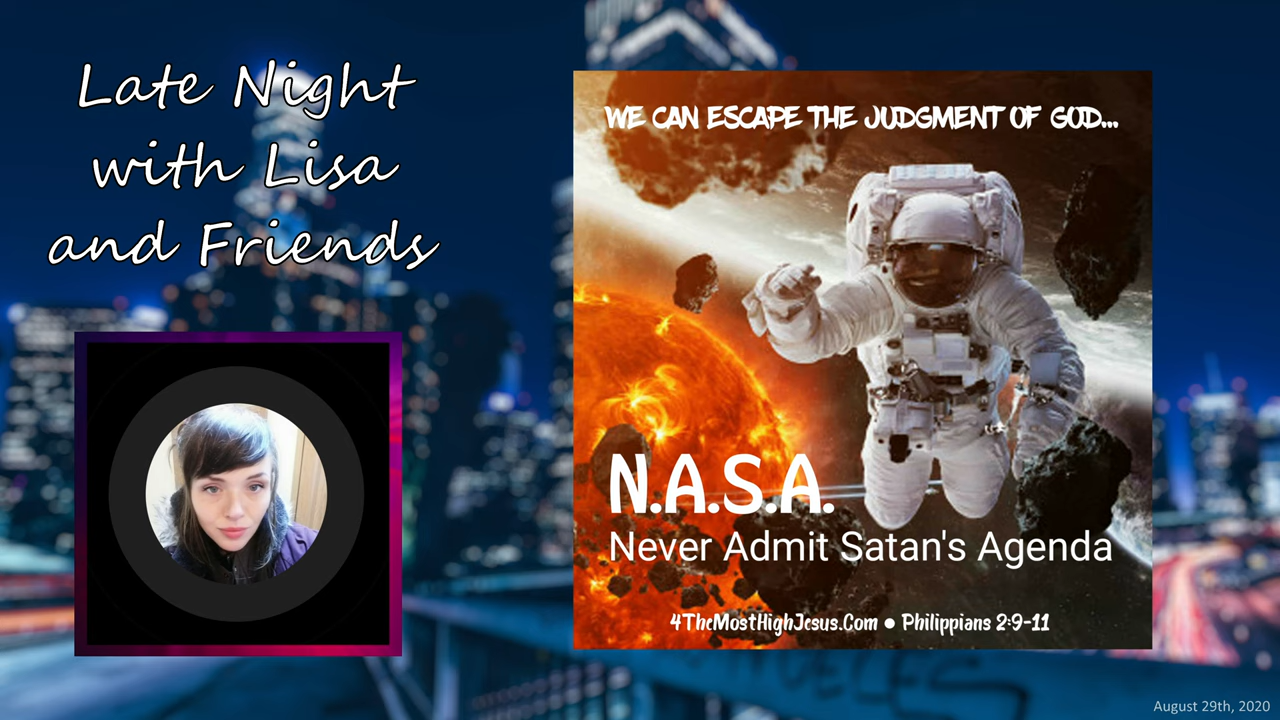 Late Night
with Lisa
and Friends
WE CAN ESCAPE THE JUDGMENT OF GOD...
N.A.S.A.
Never Admit Satan's Agenda
4TheMostHighJesus.Com ● Philippians 2:9-11
August 29th, 2020